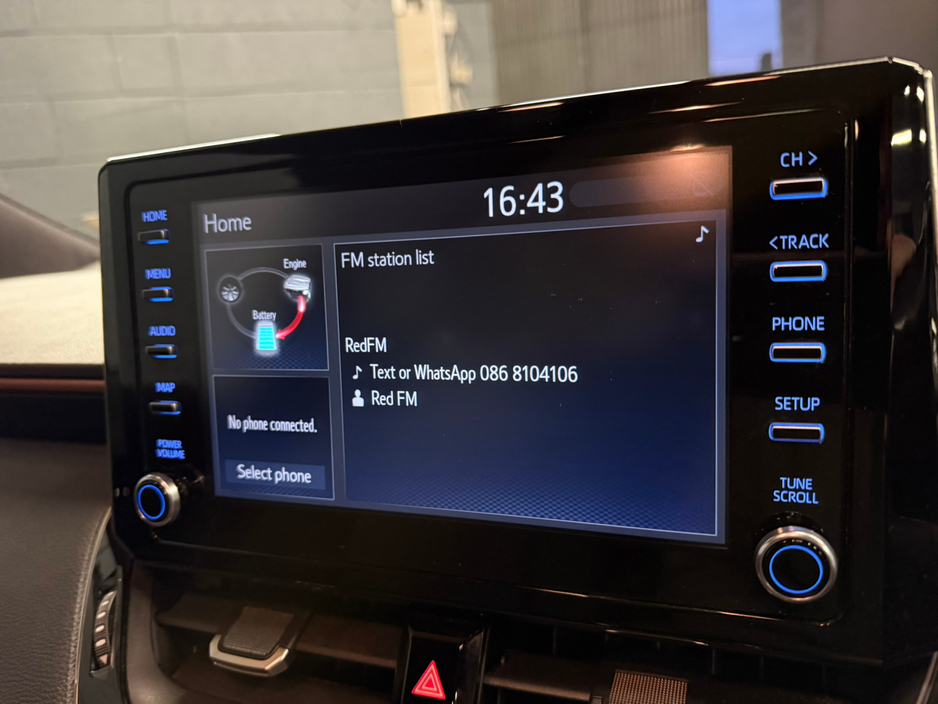 HOME
MENU
AUDIO
MAP
POWER
VOLUME
Home
16:43
Engine
Battery
No phone connected.
Select phone
FM station list
RedFM
Text or WhatsApp 086 8104106
Red FM
CH >
< TRACK
PHONE
SETUP
TUNE
SCROLL